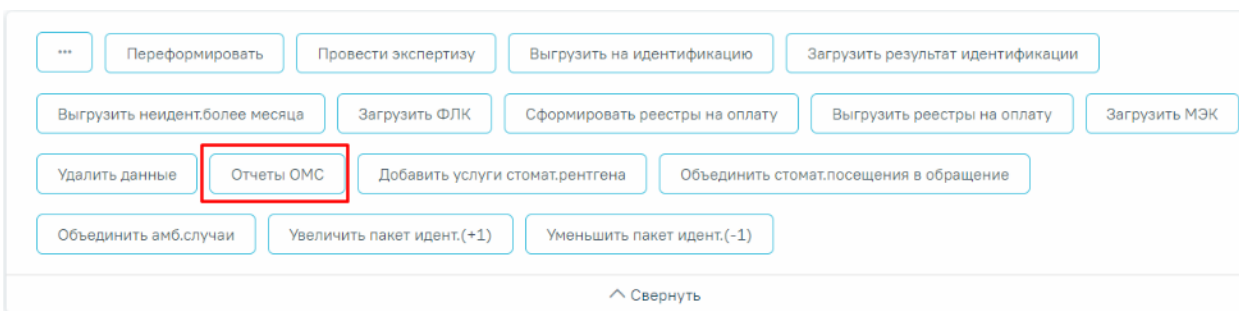 ... Переформировать Провести экспертизу Выгрузить на идентификацию Загрузить результат идентификации
Выгрузить неидент.более месяца Загрузить ФЛК Сформировать реестры на оплату Выгрузить реестры на оплату Загрузить МЭК
Удалить данные Отчеты ОМС Добавить услуги стомат.рентгена Объединить стомат.посещения в обращение
Объединить амб.случаи Увеличить пакет идент.(+1) Уменьшить пакет идент.(-1)
Свернуть